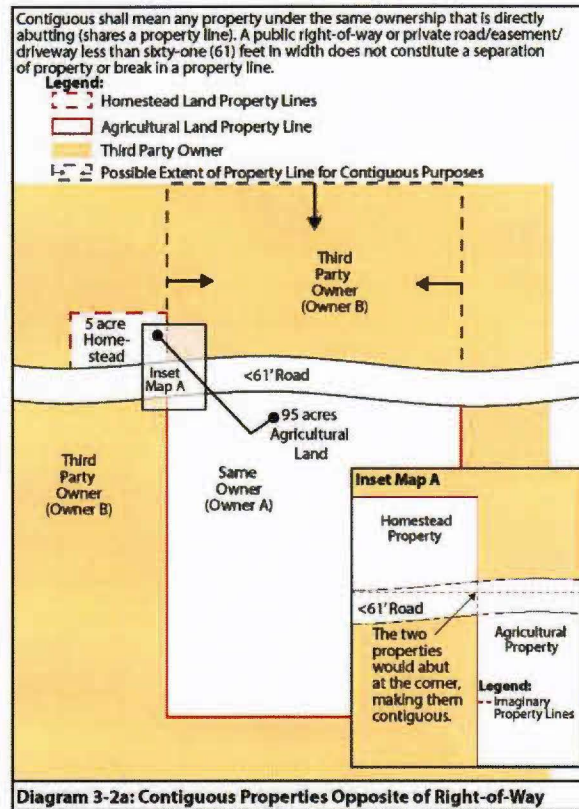 Contiguous shall mean any property under the same ownership that is directly
abutting (shares a property line). A public right-of-way or private road/easement/
driveway less than sixty-one (61) feet in width does not constitute a separation
of property or break in a property line.
Legend:
Homestead Land Property Lines
Agricultural Land Property Line
Third Party Owner
Possible Extent of Property Line for Contiguous Purposes
Third
Party
Owner
(Owner B)
5 acre
Home-
stead
Inset
Map A
<61' Road
95 acres
Agricultural
Land
Third
Party
Owner
(Owner B)
Same
Owner
(Owner A)
Inset Map A
Homestead
Property
<61' Road
The two
properties
would abut
at the corner,
making them
contiguous.
Agricultural
Property
Legend:
Imaginary
Property Lines
Diagram 3-2a: Contiguous Properties Opposite of Right-of-Way